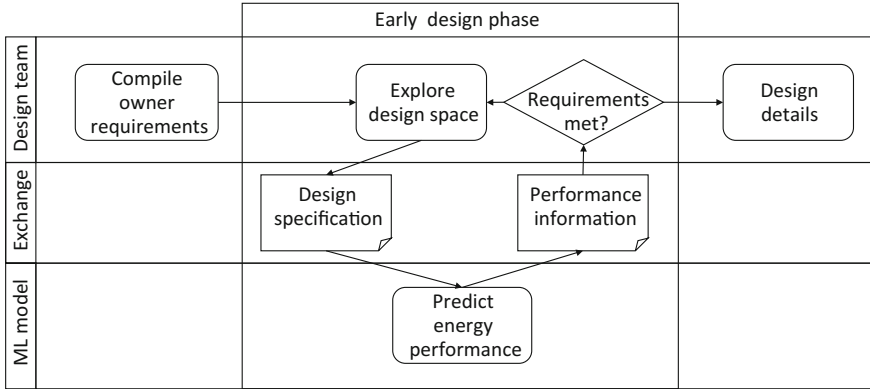 Early design phase
Design team
Compile
owner
requirements
Explore
design space
Requirements
met?
Design
details
Exchange
Design
specification
Performance
information
ML model
Predict
energy
performance